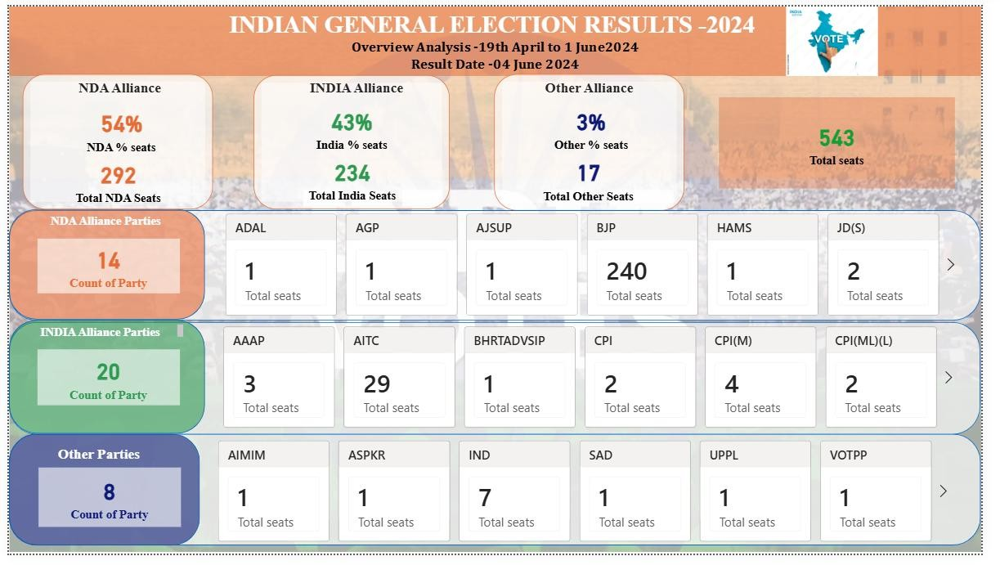 INDIAN GENERAL ELECTION RESULTS -2024
Overview Analysis -19th April to 1 June2024
Result Date -04 June 2024
INDIA
VOTE
NDA Alliance
54%
NDA % seats
292
Total NDA Seats
INDIA Alliance
43%
India % seats
234
Total India Seats
Other Alliance
3%
Other % seats
17
Total Other Seats
543
Total seats
NDA Alliance Parties
14
Count of Party
ADAL
1
Total seats
AGP
1
Total seats
AJSUP
1
Total seats
BJP
240
Total seats
HAMS
1
Total seats
JD(S)
2
Total seats
INDIA Alliance Parties
20
Count of Party
AAAP
3
Total seats
AITC
29
Total seats
BHRTADVSIP
1
Total seats
CPI
2
Total seats
CPI(M)
4
Total seats
CPI(ML)(L)
2
Total seats
Other Parties
8
Count of Party
AIMIM
1
Total seats
ASPKR
1
Total seats
IND
7
Total seats
SAD
1
Total seats
UPPL
1
Total seats
VOTPP
1
Total seats